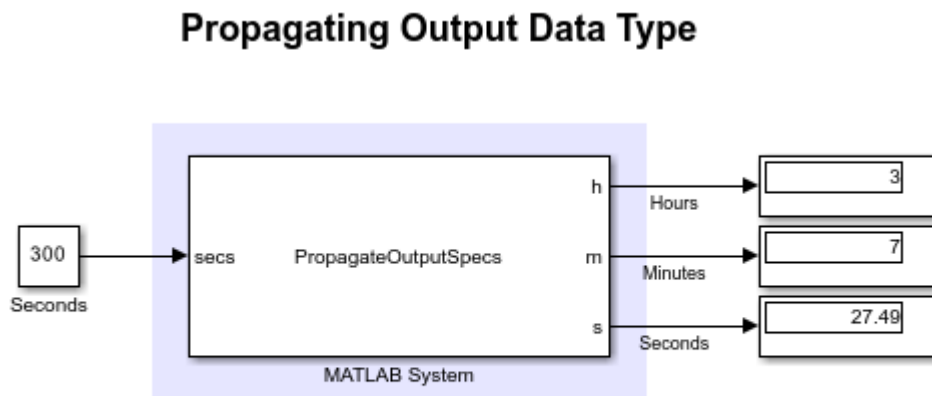 Propagating Output Data Type
300
Seconds
secs
PropagateOutputSpecs
h
m
s
MATLAB System
Hours
Minutes
Seconds
3
7
27.49